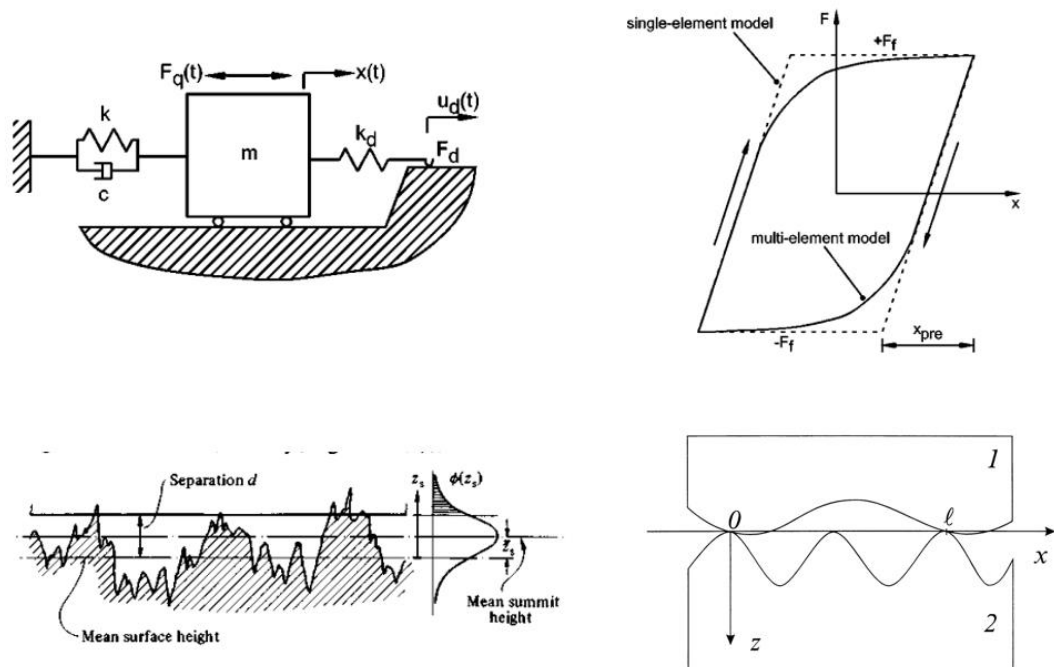 F_q(t)
x(t)
u_d(t)
k
k_d
F_d
m
c
single-element model
F
+F_f
x
multi-element model
x_pre
-F_f
Separation d
z_s
ϕ(z_s)
z̄_s
Mean summit
height
Mean surface height
1
0
ℓ
x
2
z